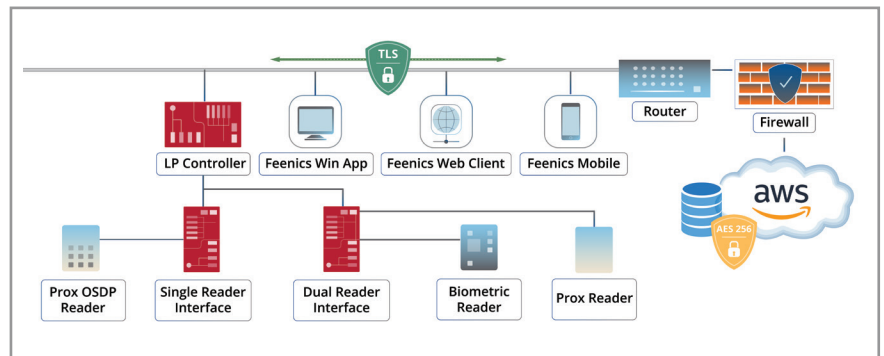 TLS
Router
Firewall
LP Controller
Feenics Win App
Feenics Web Client
Feenics Mobile
aws
AES 256
Prox OSDP
Reader
Single Reader
Interface
Dual Reader
Interface
Biometric
Reader
Prox Reader